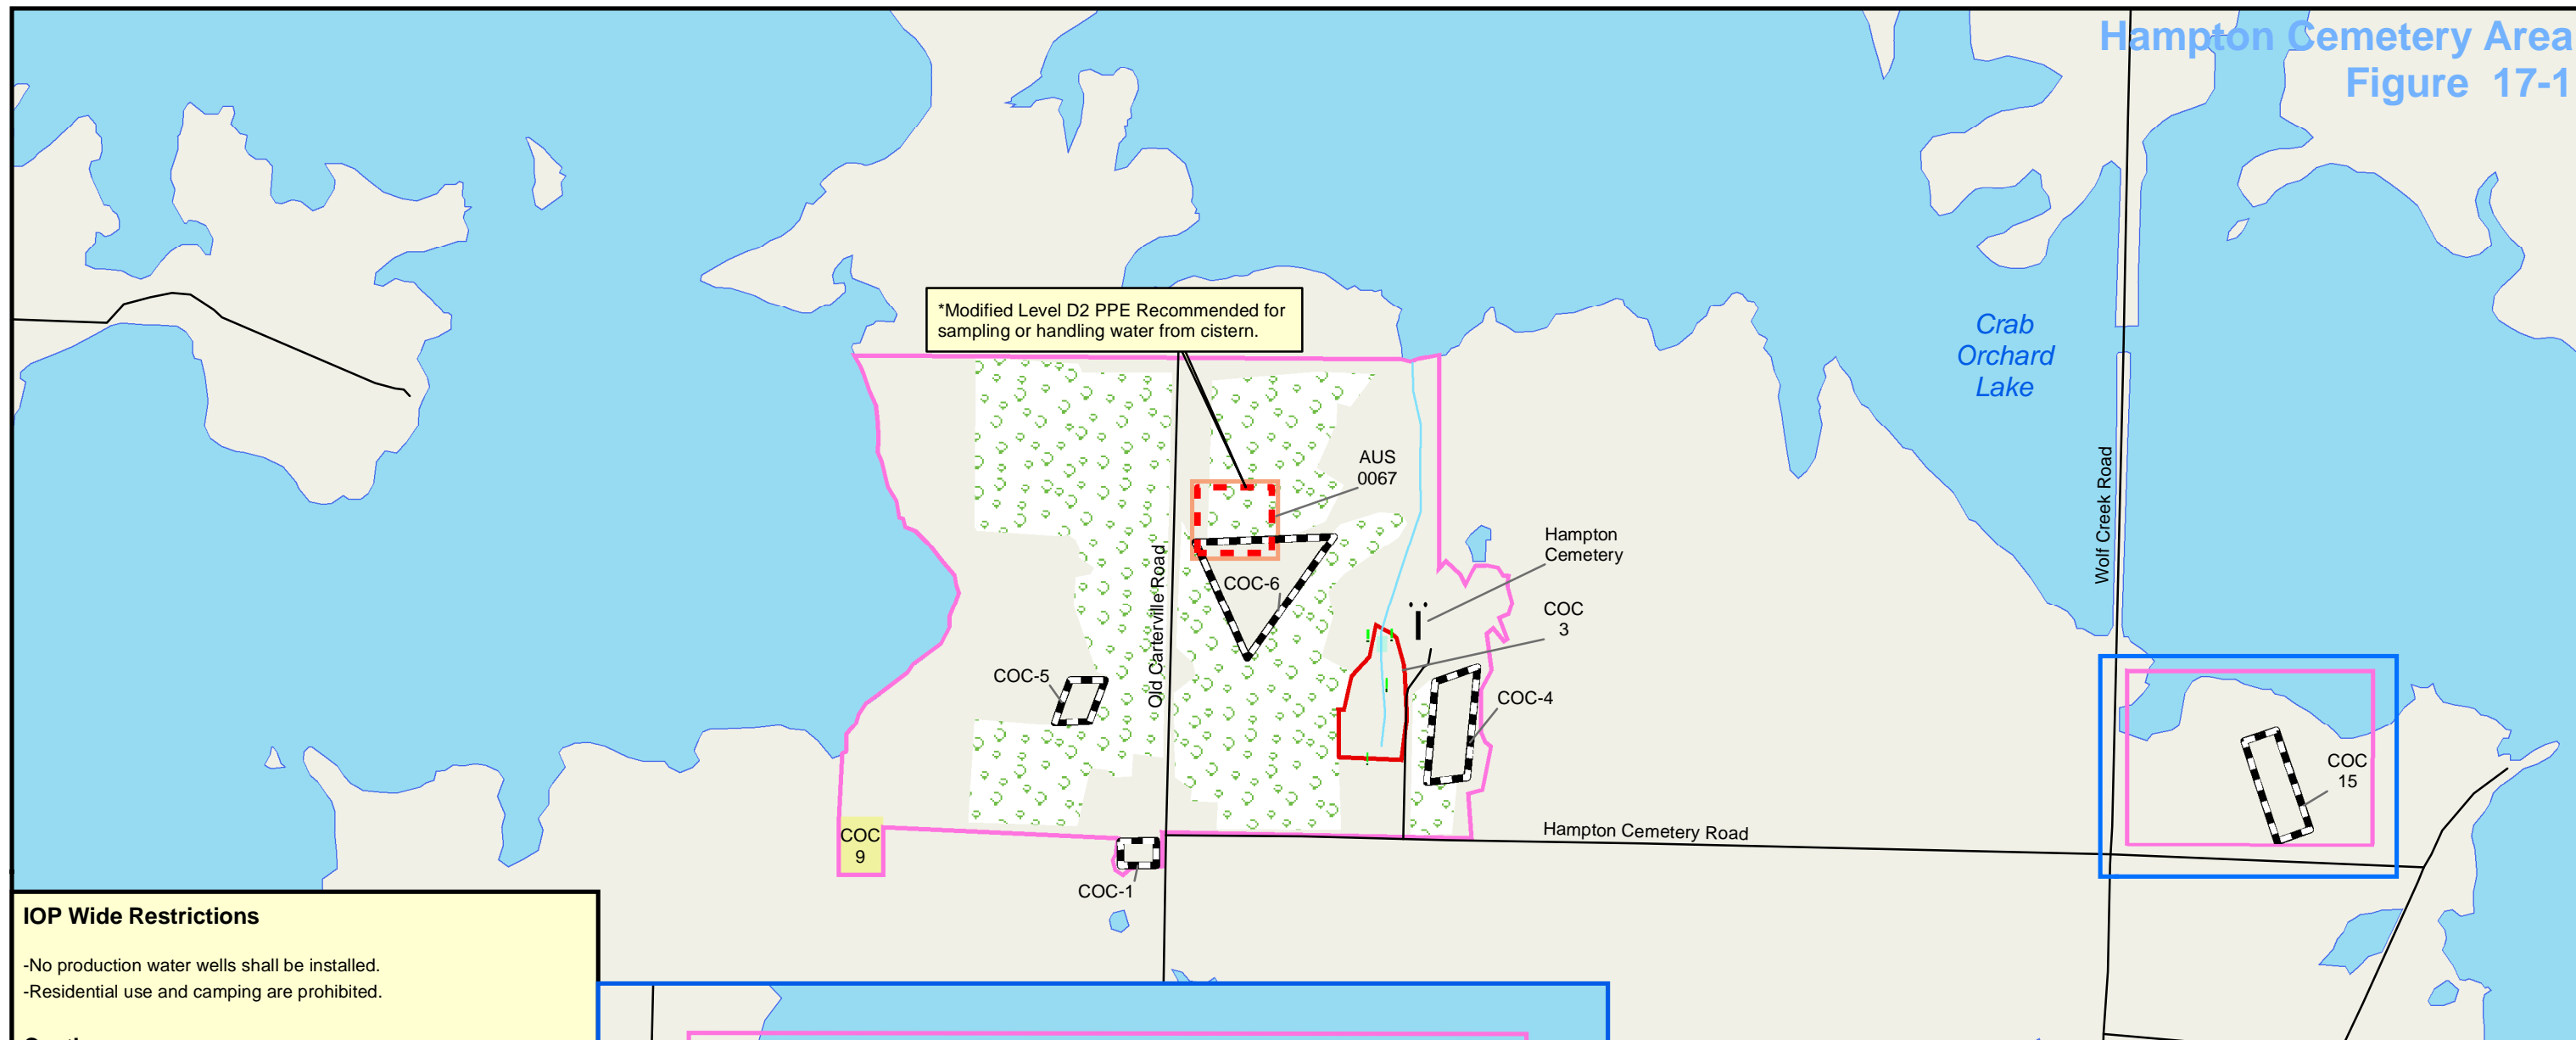 Hampton Cemetery Area
Figure 17-1
*Modified Level D2 PPE Recommended for
sampling or handling water from cistern.
Crab
Orchard
Lake
AUS
0067
Wolf Creek Road
Hampton
Cemetery
Old Carterville Road
COC-6
COC
3
COC-5
COC-4
COC
15
COC
9
Hampton Cemetery Road
COC-1
IOP Wide Restrictions
-No production water wells shall be installed.
-Residential use and camping are prohibited.